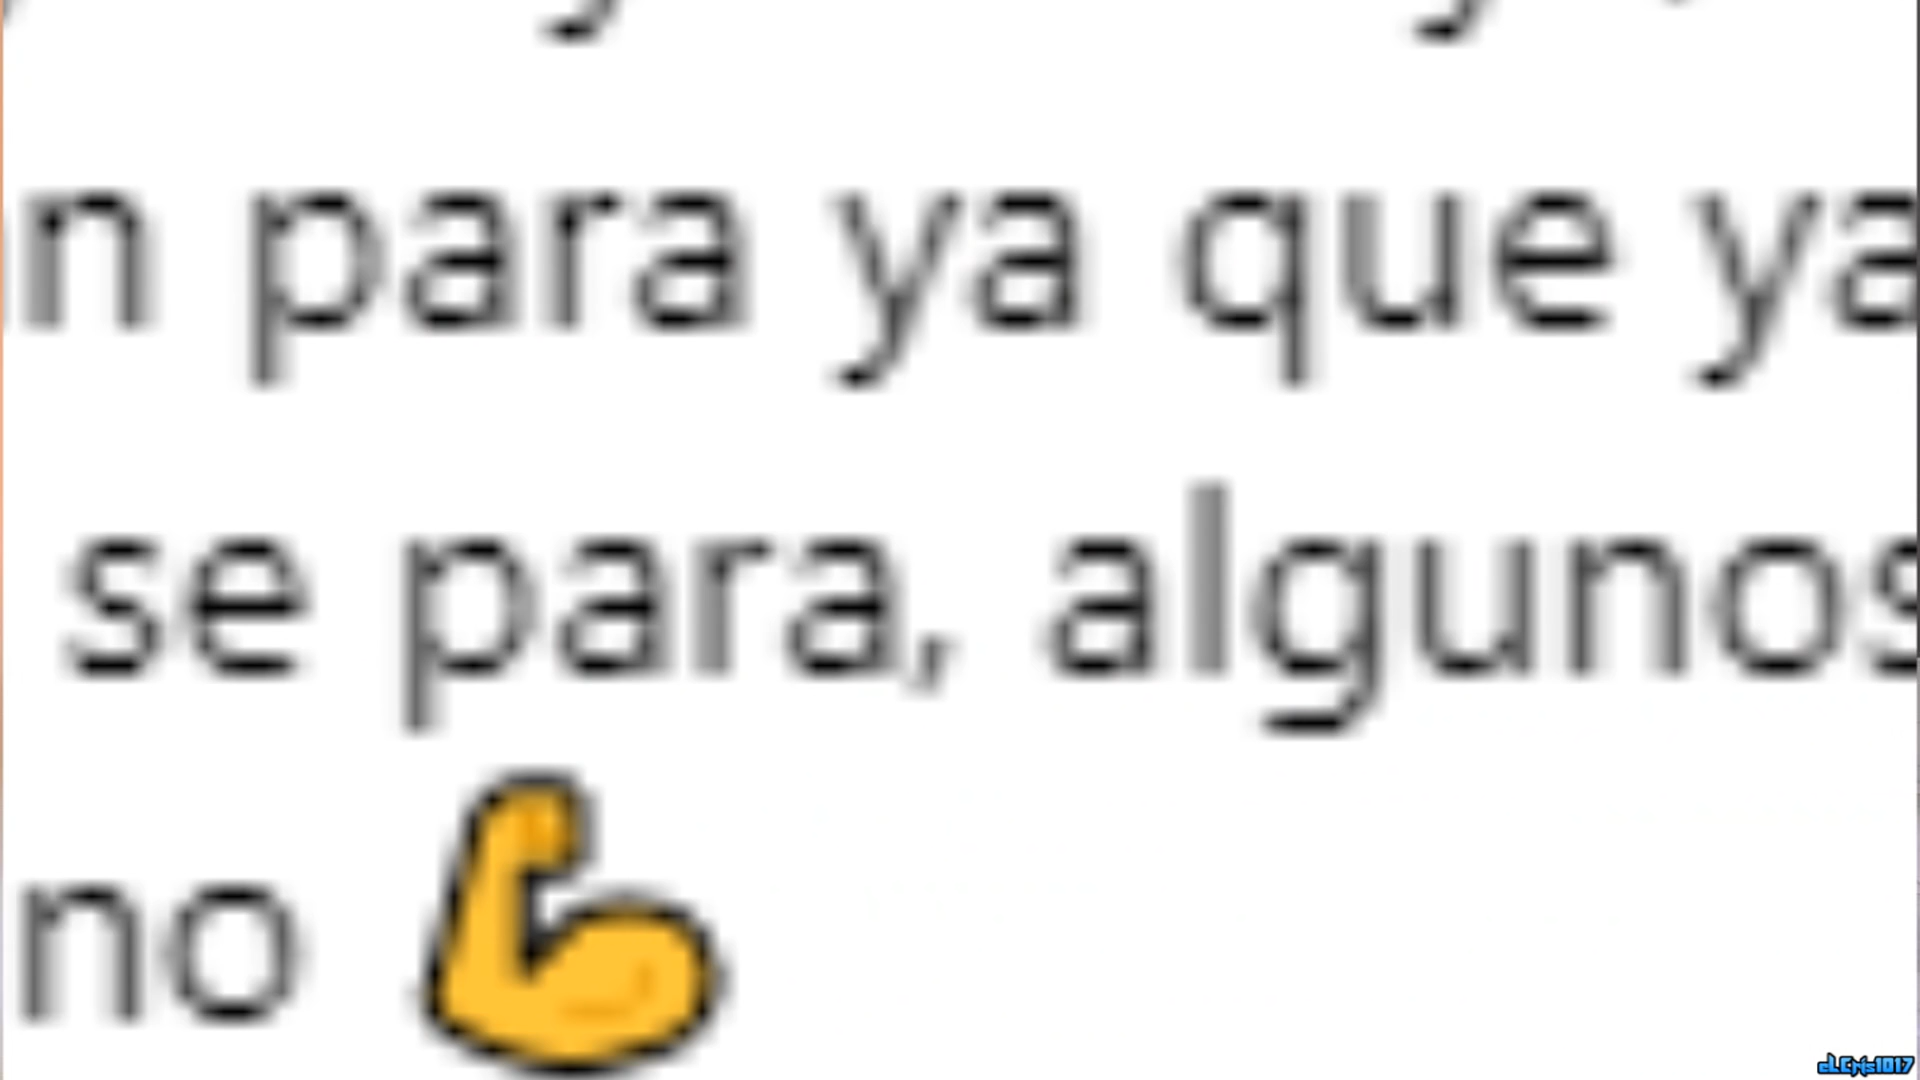 n para ya que ya
se para, algunos
no 💪